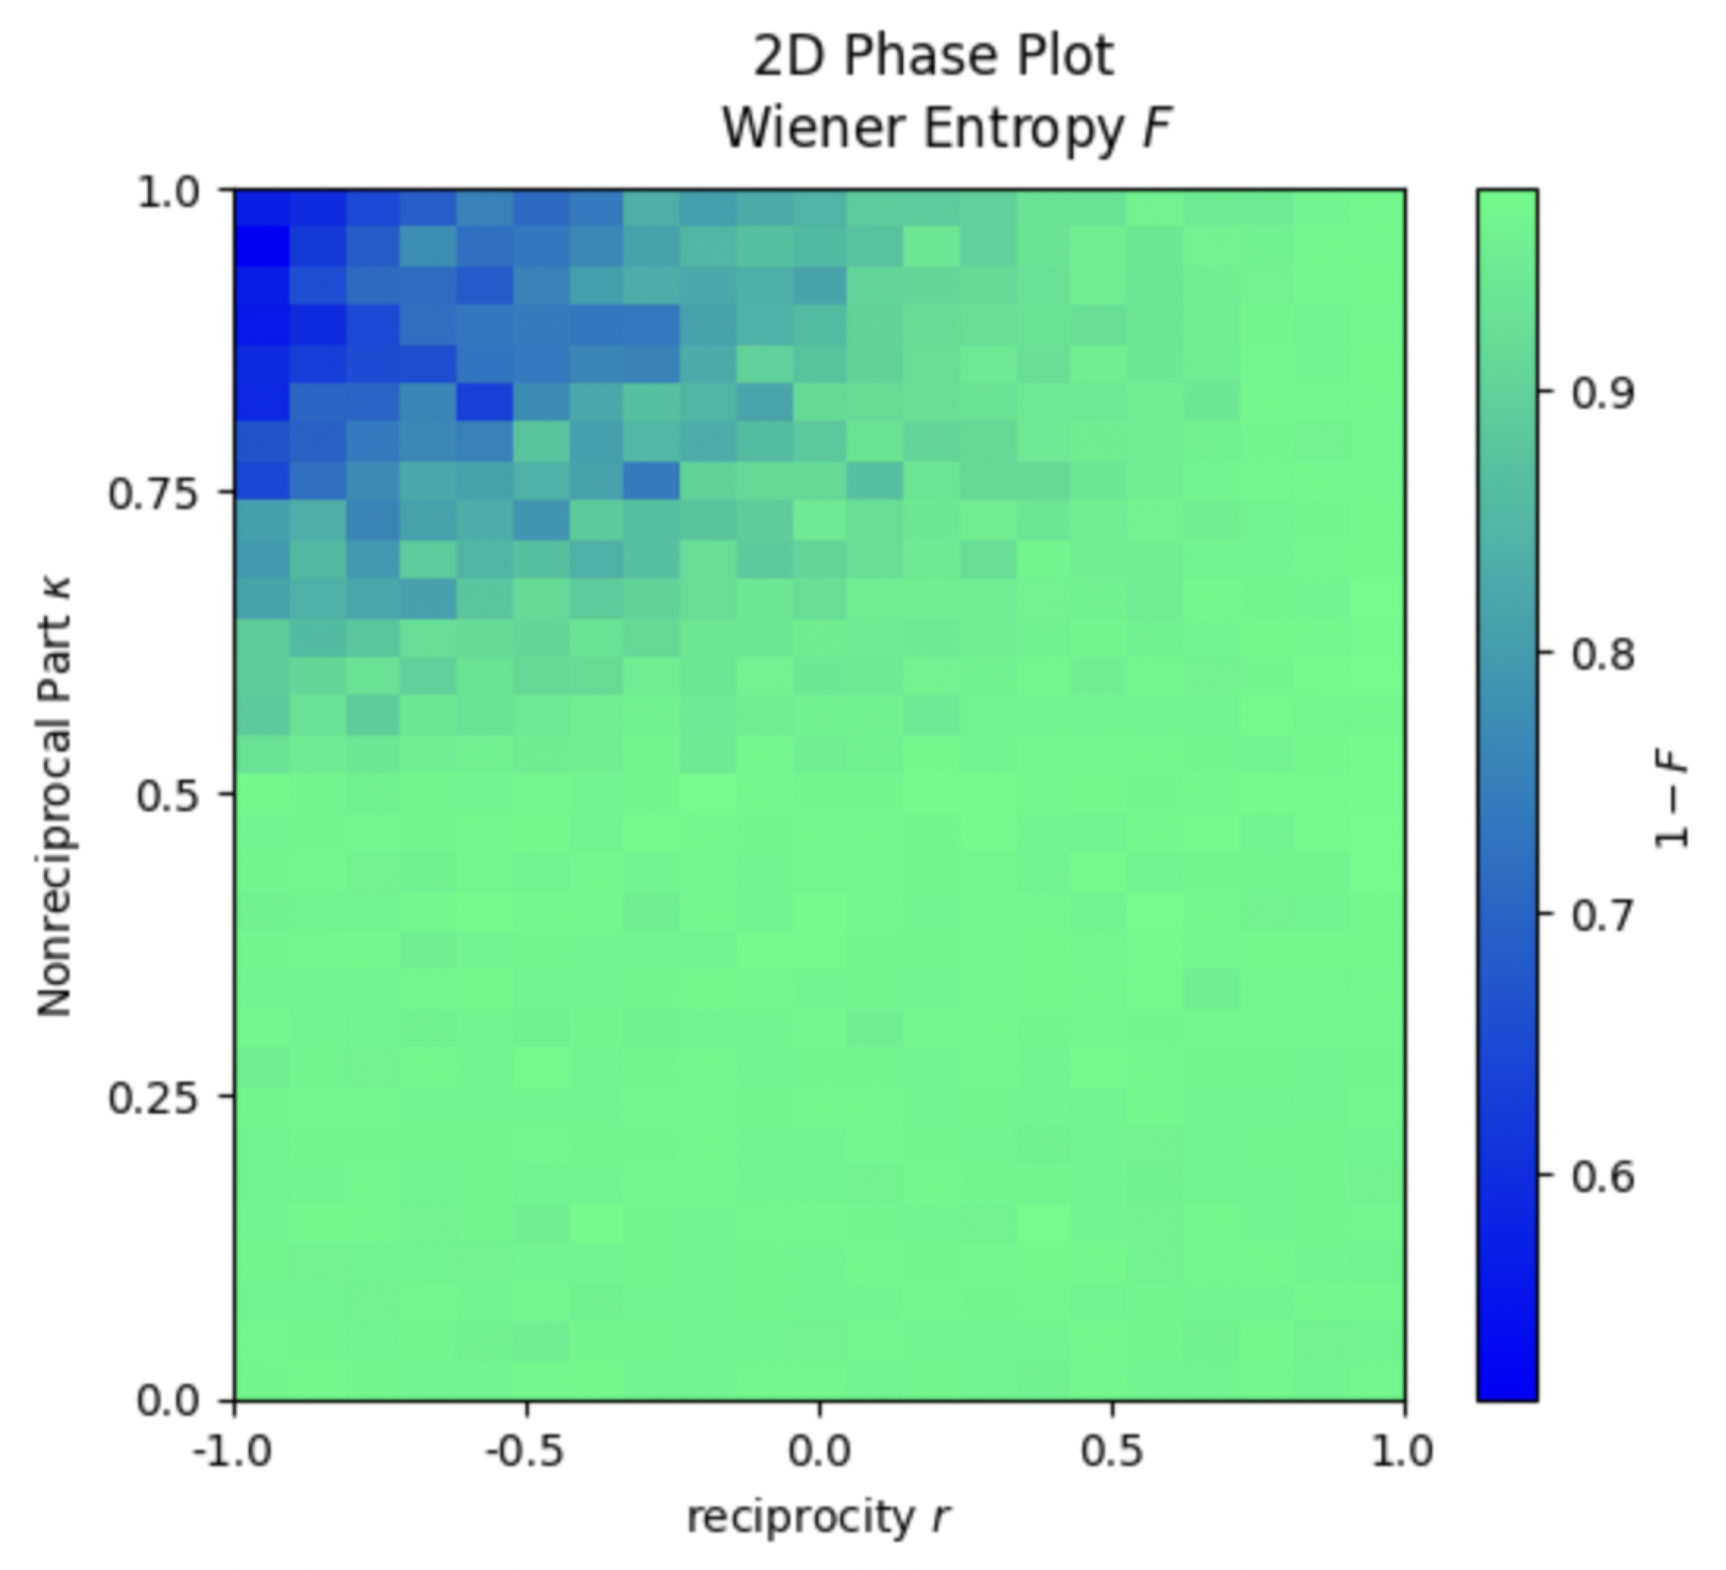 2D Phase Plot
Wiener Entropy F
Nonreciprocal Part κ
1.0
0.75
0.5
0.25
0.0
-1.0
-0.5
0.0
0.5
1.0
reciprocity r
0.9
0.8
0.7
0.6
1 − F